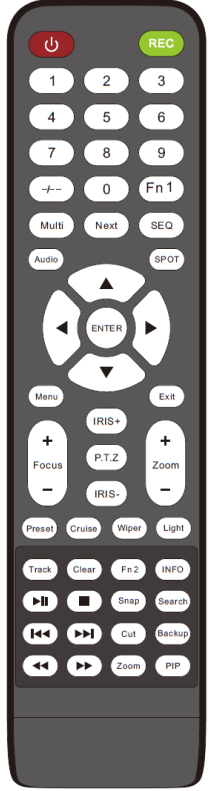 REC
1 2 3
4 5 6
7 8 9
-/-- 0 Fn1
Multi Next SEQ
Audio SPOT
ENTER
Menu Exit
IRIS+
+ +
Focus P.T.Z Zoom
- -
IRIS-
Preset Cruise Wiper Light
Track Clear Fn2 INFO
Snap Search
Cut Backup
Zoom PIP